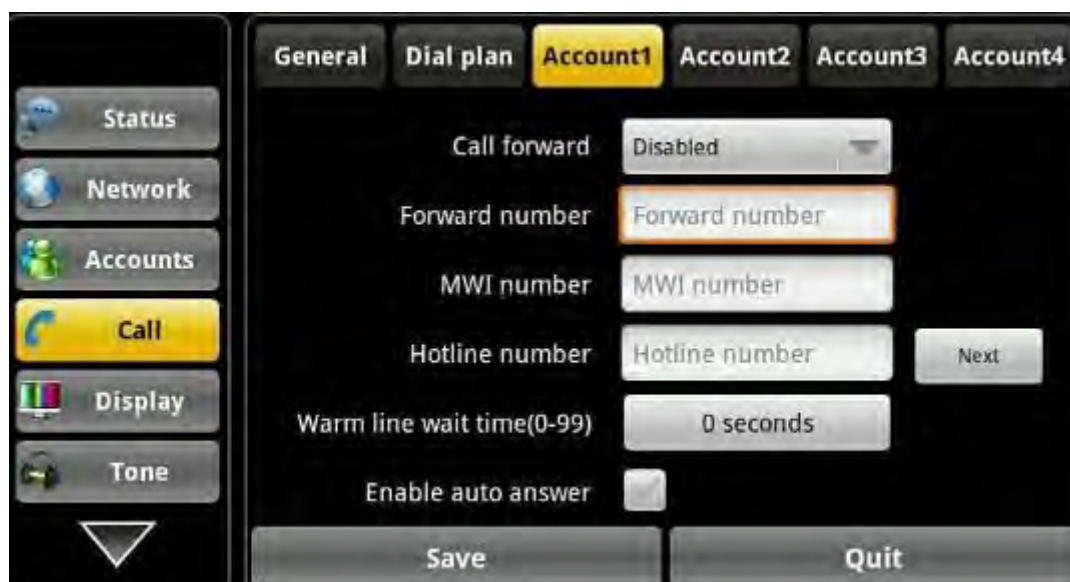 General Dial plan Account1 Account2 Account3 Account4
Status
Network
Accounts
Call
Display
Tone
Call forward Disabled
Forward number Forward number
MWI number MWI number
Hotline number Hotline number Next
Warm line wait time(0-99) 0 seconds
Enable auto answer
Save Quit